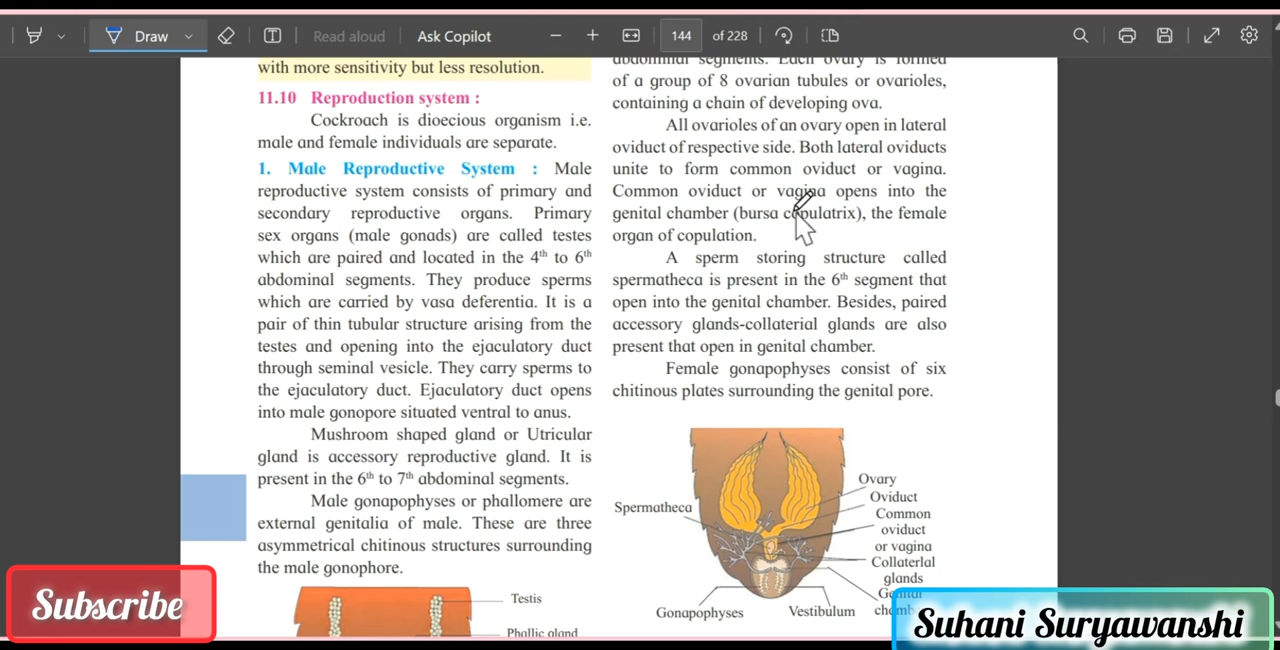 Draw
Read aloud
Ask Copilot
144
of 228
with more sensitivity but less resolution.
11.10 Reproduction system :
Cockroach is dioecious organism i.e.
male and female individuals are separate.
1. Male Reproductive System : Male
reproductive system consists of primary and
secondary reproductive organs. Primary
sex organs (male gonads) are called testes
which are paired and located in the 4th to 6th
abdominal segments. They produce sperms
which are carried by vasa deferentia. It is a
pair of thin tubular structure arising from the
testes and opening into the ejaculatory duct
through seminal vesicle. They carry sperms to
the ejaculatory duct. Ejaculatory duct opens
into male gonopore situated ventral to anus.
Mushroom shaped gland or Utricular
gland is accessory reproductive gland. It is
present in the 6th to 7th abdominal segments.
Male gonapophyses or phallomere are
external genitalia of male. These are three
asymmetrical chitinous structures surrounding
the male gonophore.
Testis
Phallic gland
abdominal segments. Each ovary is formed
of a group of 8 ovarian tubules or ovarioles,
containing a chain of developing ova.
All ovarioles of an ovary open in lateral
oviduct of respective side. Both lateral oviducts
unite to form common oviduct or vagina.
Common oviduct or vagina opens into the
genital chamber (bursa copulatrix), the female
organ of copulation.
A sperm storing structure called
spermatheca is present in the 6th segment that
open into the genital chamber. Besides, paired
accessory glands-collaterial glands are also
present that open in genital chamber.
Female gonapophyses consist of six
chitinous plates surrounding the genital pore.
Ovary
Oviduct
Common
oviduct
or vagina
Collaterlal
glands
Genital
Spermatheca
Gonapophyses
Vestibulum
Subscribe
Suhani Suryawanshi